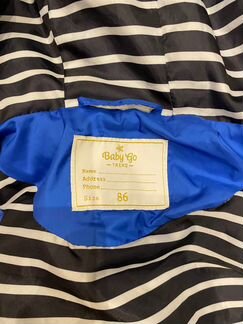 Baby Go
TREND
Name
Address
Phone
Size 86